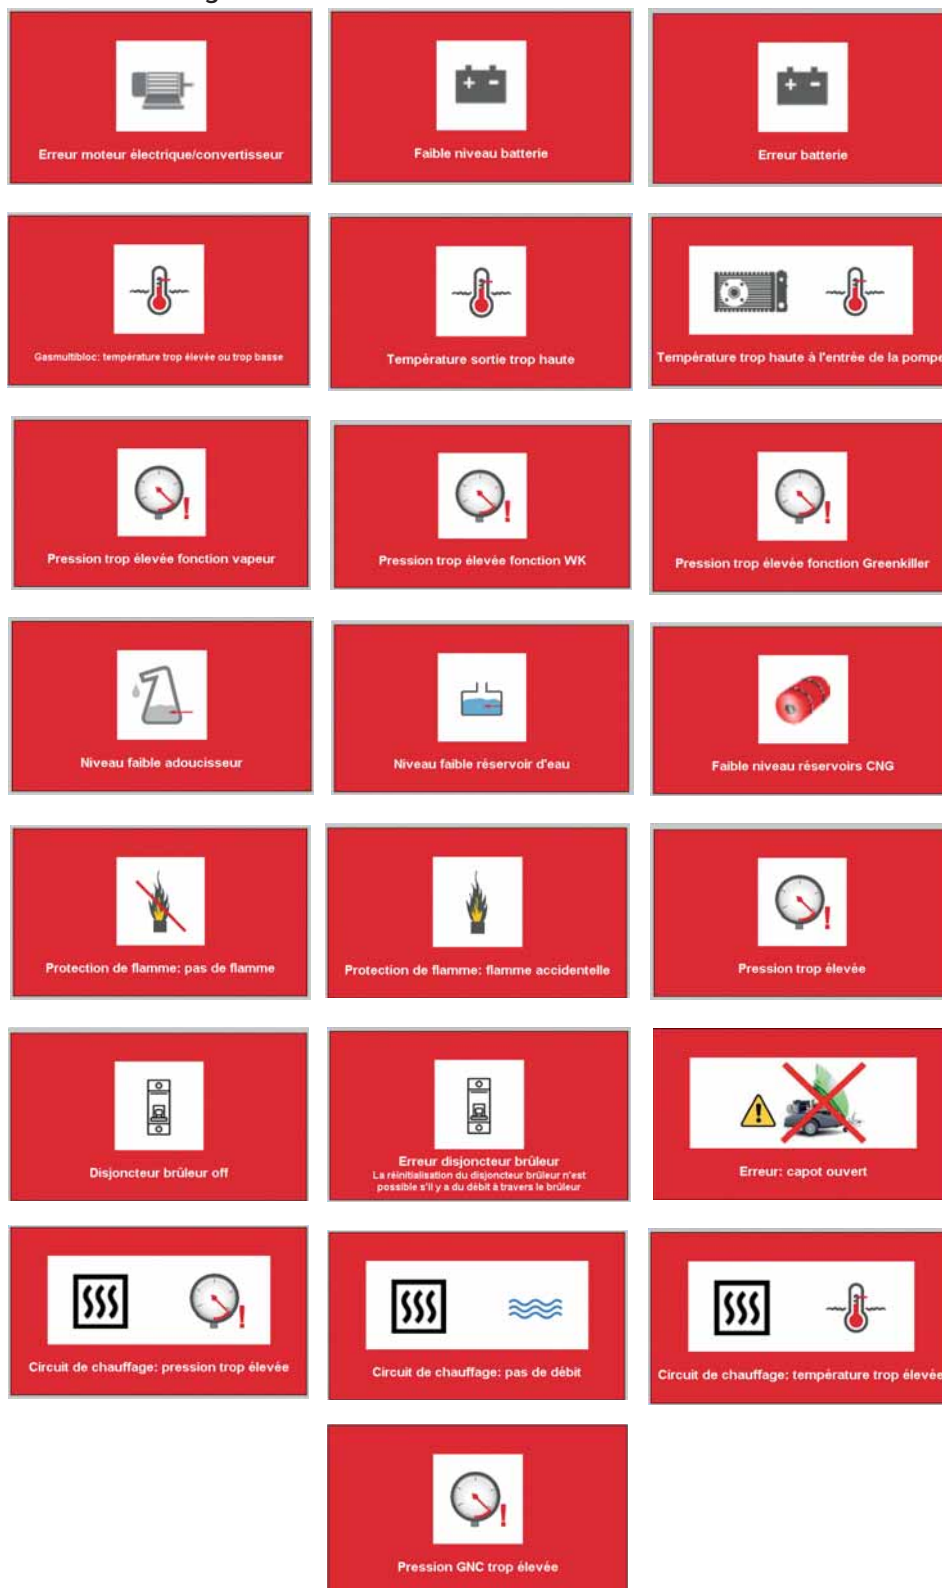 Erreur moteur électrique/convertisseur
Faible niveau batterie
Erreur batterie
Gasmultibloc: température trop élevée ou trop basse
Température sortie trop haute
Température trop haute à l'entrée de la pompe
Pression trop élevée fonction vapeur
Pression trop élevée fonction WK
Pression trop élevée fonction Greenkiller
Niveau faible adoucisseur
Niveau faible réservoir d'eau
Faible niveau réservoirs CNG
Protection de flamme: pas de flamme
Protection de flamme: flamme accidentelle
Pression trop élevée
Disjoncteur brûleur off
Erreur disjoncteur brûleur
La réinitialisation du disjoncteur brûleur n'est
possible s'il y a du débit à travers le brûleur
Erreur: capot ouvert
Circuit de chauffage: pression trop élevée
Circuit de chauffage: pas de débit
Circuit de chauffage: température trop élevée
Pression GNC trop élevée